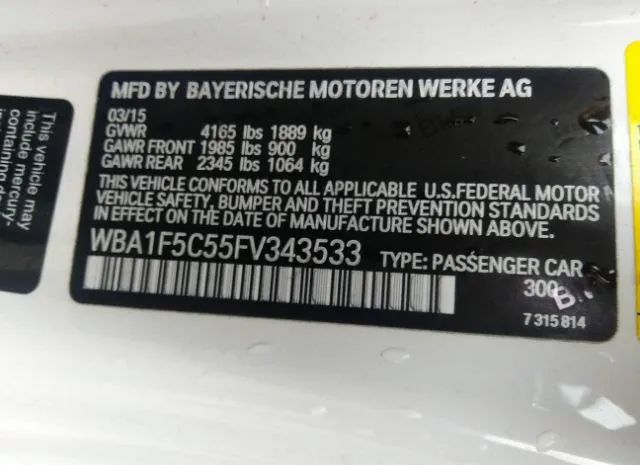 MFD BY BAYERISCHE MOTOREN WERKE AG
03/15
GVWR 4165 lbs 1889 kg
GAWR FRONT 1985 lbs 900 kg
GAWR REAR 2345 lbs 1064 kg
THIS VEHICLE CONFORMS TO ALL APPLICABLE U.S.FEDERAL MOTOR
VEHICLE SAFETY, BUMPER AND THEFT PREVENTION STANDARDS
IN EFFECT ON THE DATE OF MANUFACTURE SHOWN ABOVE.
WBA1F5C55FV343533 TYPE: PASSENGER CAR
300
7315814
This vehicle may
include mercury-
containing